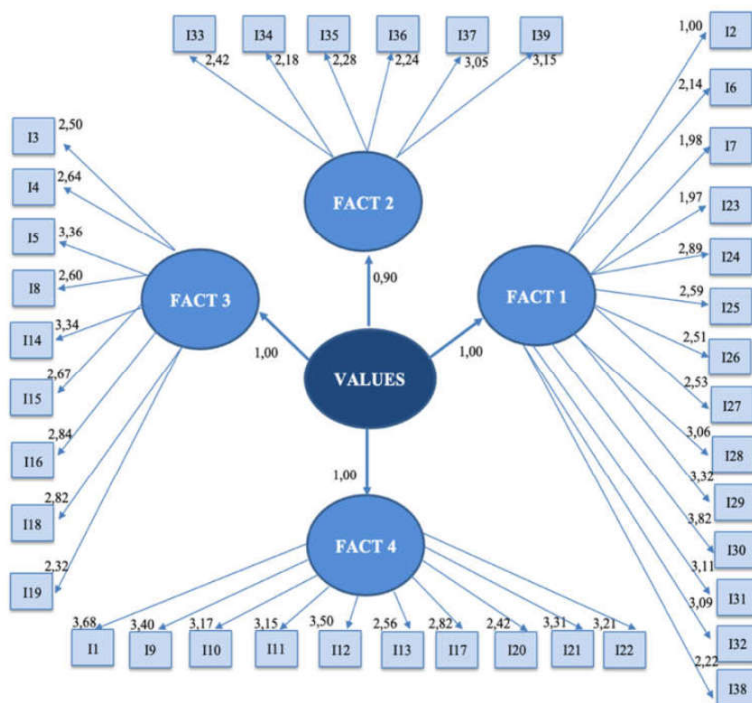 I33 I34 I35 I36 I37 I39
2,42 2,18 2,28 2,24 3,05 3,15
FACT 2
0,90
I3 2,50
I4 2,64
I5 3,36
I8 2,60
I14 3,34
I15 2,67
I16 2,84
I18 2,82
I19 2,32
FACT 3
1,00
VALUES
1,00
FACT 1
1,00 I2
2,14 I6
1,98 I7
1,97 I23
2,89 I24
2,59 I25
2,51 I26
2,53 I27
3,06 I28
3,32 I29
3,82 I30
3,11 I31
3,09 I32
2,22 I38
1,00
FACT 4
3,68 3,40 3,17 3,15 3,50 2,56 2,82 2,42 3,31 3,21
I1 I9 I10 I11 I12 I13 I17 I20 I21 I22